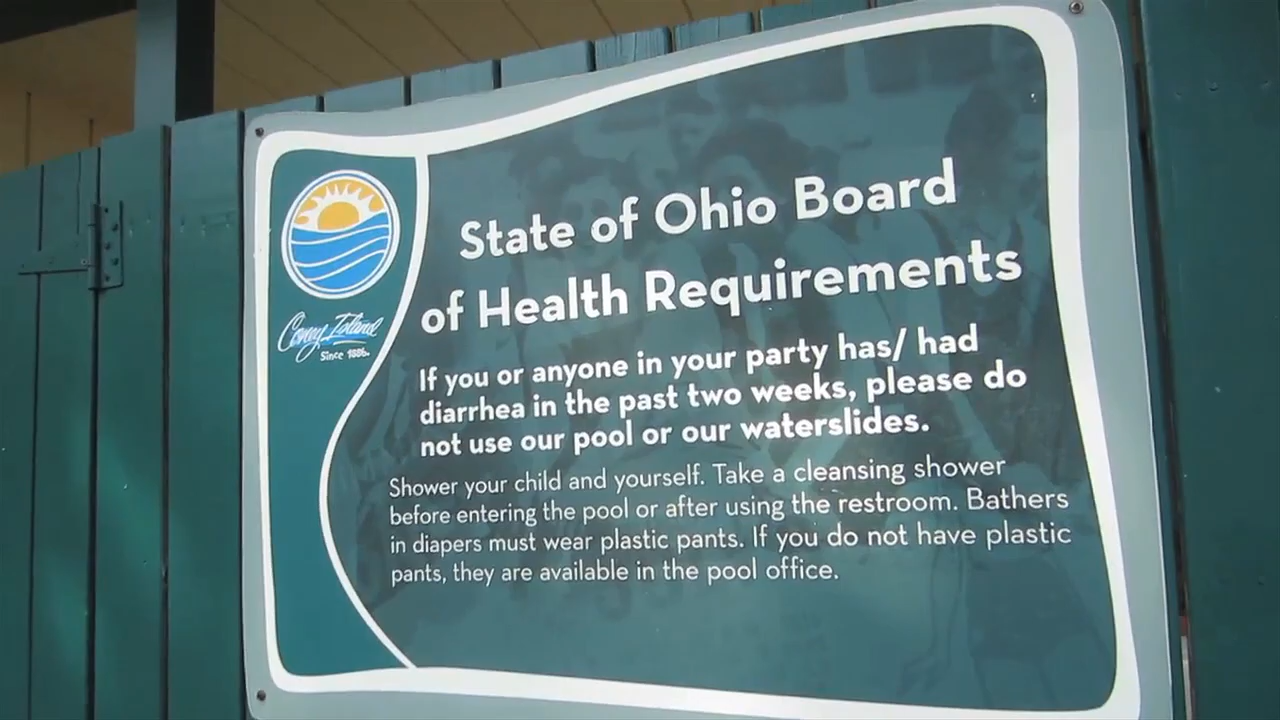 Coney Island
Since 1886.
State of Ohio Board
of Health Requirements
If you or anyone in your party has/ had
diarrhea in the past two weeks, please do
not use our pool or our waterslides.
Shower your child and yourself. Take a cleansing shower
before entering the pool or after using the restroom. Bathers
in diapers must wear plastic pants. If you do not have plastic
pants, they are available in the pool office.